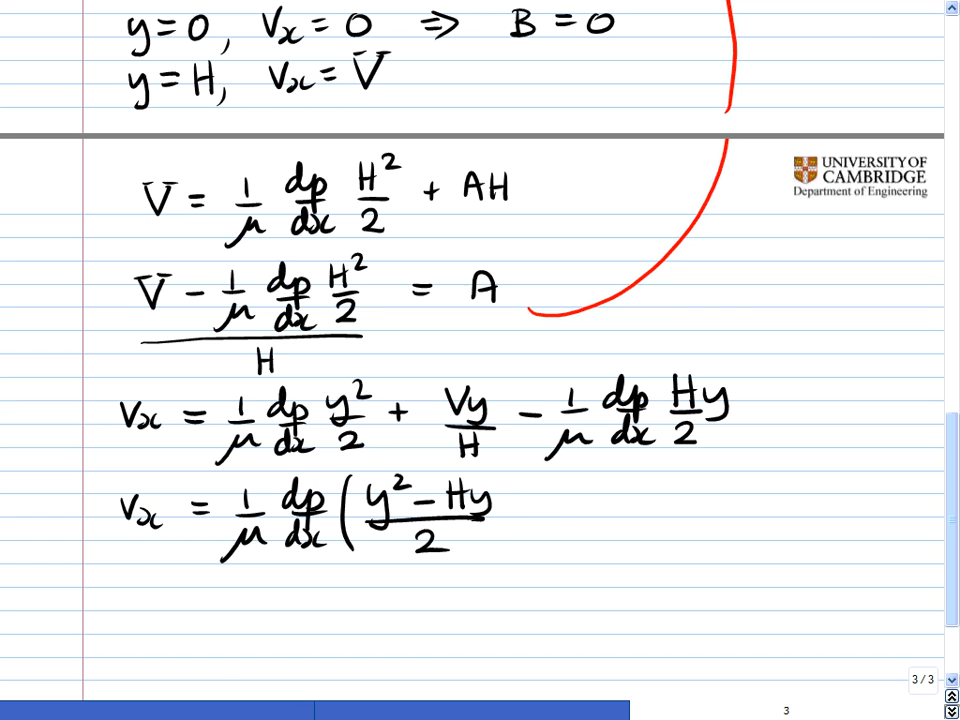 y = 0, vₓ = 0 ⇒ B = 0
y = H, vₓ = V
V = 1/μ dp/dx H²/2 + AH
UNIVERSITY OF
CAMBRIDGE
Department of Engineering
(V − 1/μ dp/dx H²/2)/H = A
vₓ = 1/μ dp/dx y²/2 + Vy/H − 1/μ dp/dx H/2 y
vₓ = 1/μ dp/dx ( (y² − Hy)/2
3 / 3
3